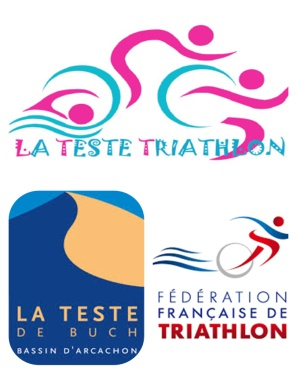 LA TESTE TRIATHLON
LA TESTE
DE BUCH
BASSIN D'ARCACHON
FÉDÉRATION
FRANÇAISE DE
TRIATHLON